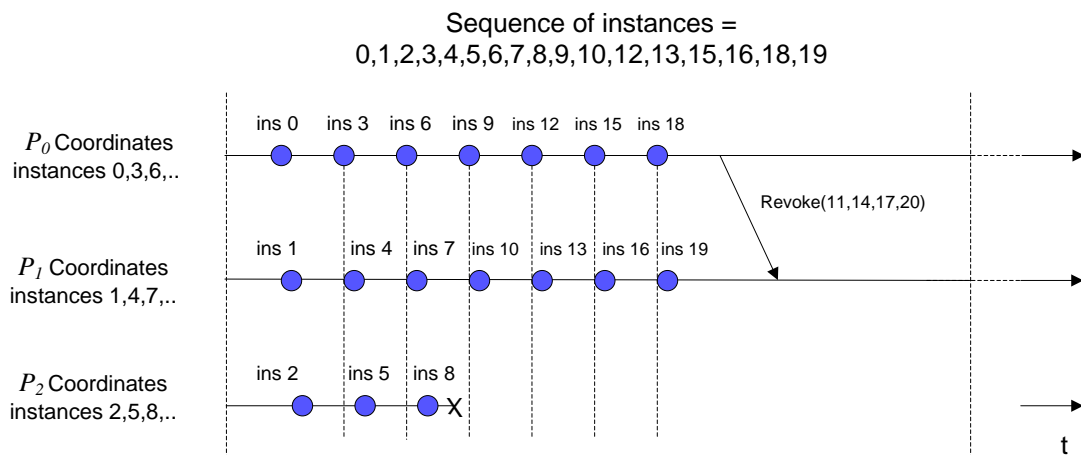 Sequence of instances =
0,1,2,3,4,5,6,7,8,9,10,12,13,15,16,18,19
P0 Coordinates
instances 0,3,6,..
ins 0
ins 3
ins 6
ins 9
ins 12
ins 15
ins 18
Revoke(11,14,17,20)
P1 Coordinates
instances 1,4,7,..
ins 1
ins 4
ins 7
ins 10
ins 13
ins 16
ins 19
P2 Coordinates
instances 2,5,8,..
ins 2
ins 5
ins 8
X
t